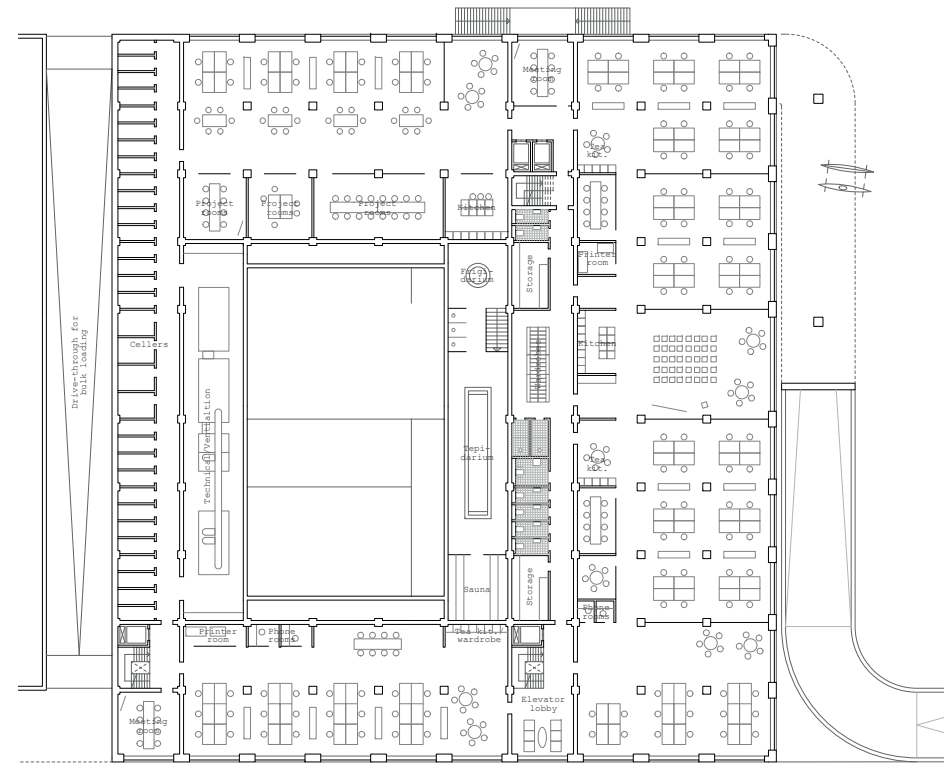 Meeting
room
Tea
kit.
Project
rooms
Project
rooms
Project
rooms
Kitchen
Printer
room
Frigi-
darium
Storage
Drive-through for
bulk loading
Cellers
Kitchen
Technical/Ventilaltion
Tepi-
darium
Tea
kit.
Sauna
Storage
Phone
rooms
Printer
room
Phone
rooms
Tea kit./
wardrobe
Elevator
lobby
Meeting
room